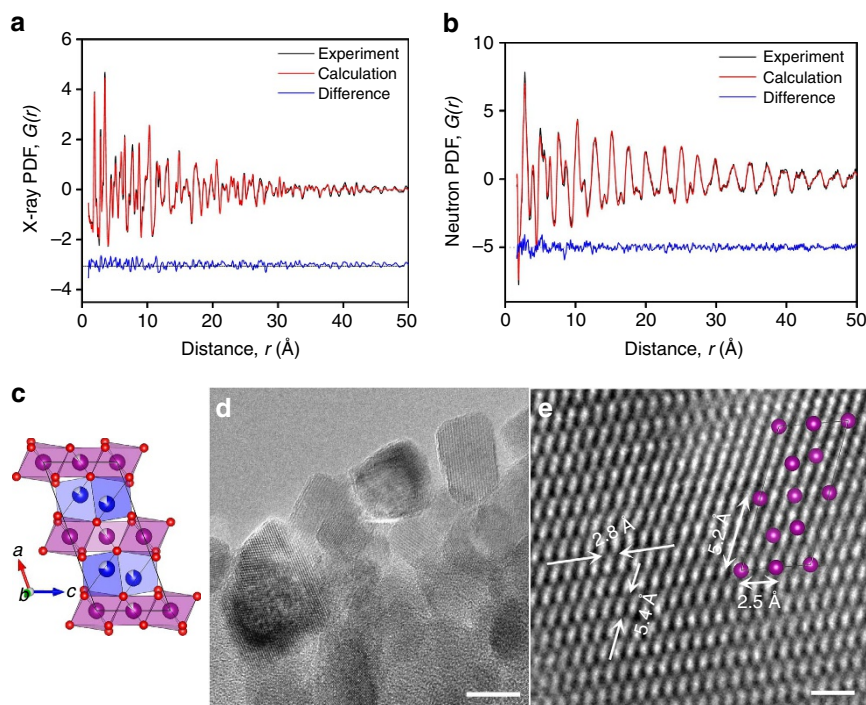 a
6
4
2
0
−2
−4
X-ray PDF, G(r)
Experiment
Calculation
Difference
0
10
20
30
40
50
Distance, r (Å)
b
10
5
0
−5
Neutron PDF, G(r)
Experiment
Calculation
Difference
0
10
20
30
40
50
Distance, r (Å)
c
a
b
c
d
e
2.8 Å
5.4 Å
5.2 Å
2.5 Å